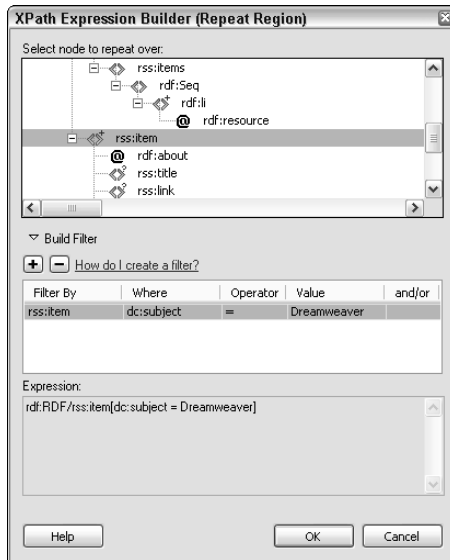 XPath Expression Builder (Repeat Region)
Select node to repeat over:
rss:items
rdf:Seq
rdf:li
@ rdf:resource
rss:item
@ rdf:about
rss:title
rss:link
Build Filter
+ - How do I create a filter?
Filter By Where Operator Value and/or
rss:item dc:subject = Dreamweaver
Expression:
rdf:RDF/rss:item[dc:subject = Dreamweaver]
Help OK Cancel